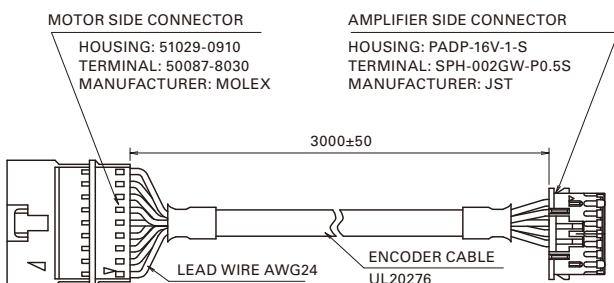 MOTOR SIDE CONNECTOR
HOUSING: 51029-0910
TERMINAL: 50087-8030
MANUFACTURER: MOLEX
AMPLIFIER SIDE CONNECTOR
HOUSING: PADP-16V-1-S
TERMINAL: SPH-002GW-P0.5S
MANUFACTURER: JST
3000±50
LEAD WIRE AWG24
ENCODER CABLE
UL20276